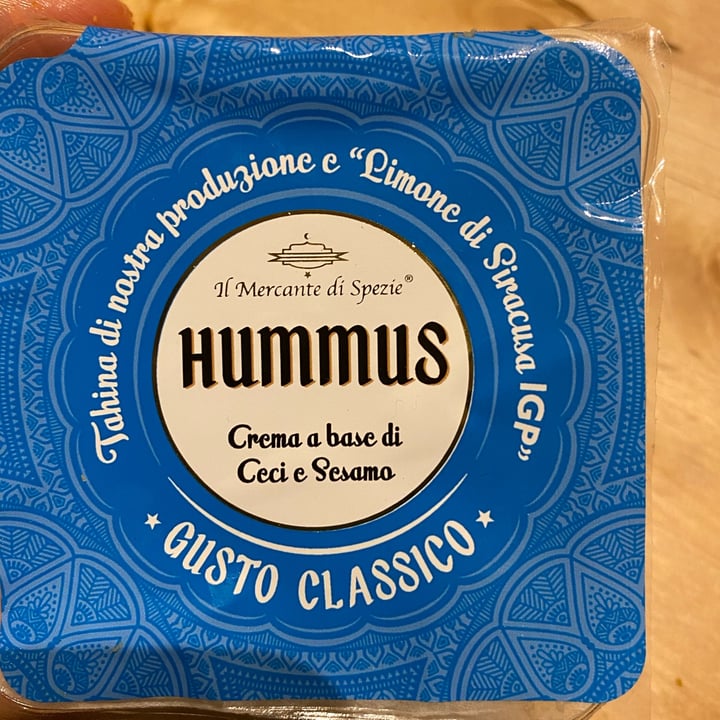 Tahina di nostra produzione e "Limone di Siracusa IGP"
Il Mercante di Spezie®
HUMMUS
Crema a base di
Ceci e Sesamo
★ GUSTO CLASSICO ★